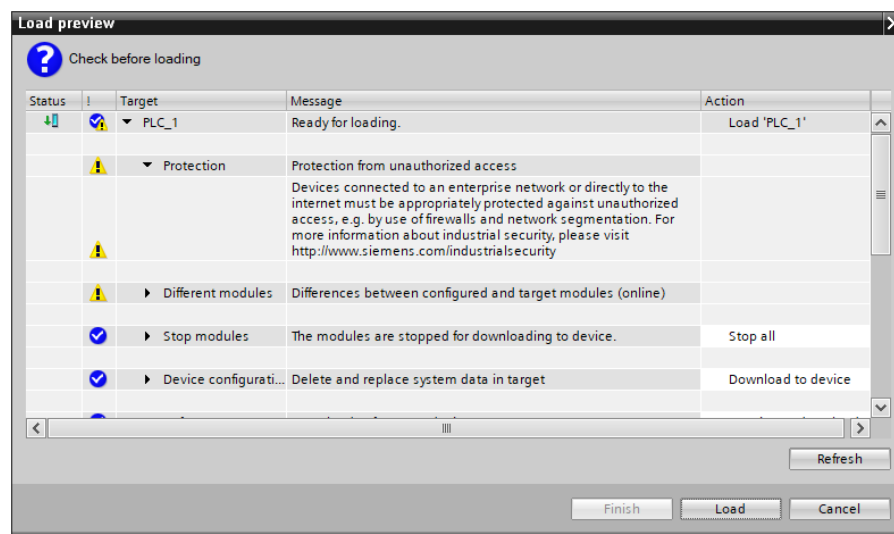 Load preview
Check before loading
Status ! Target Message Action
PLC_1 Ready for loading. Load 'PLC_1'
Protection Protection from unauthorized access
Devices connected to an enterprise network or directly to the
internet must be appropriately protected against unauthorized
access, e.g. by use of firewalls and network segmentation. For
more information about industrial security, please visit
http://www.siemens.com/industrialsecurity
Different modules Differences between configured and target modules (online)
Stop modules The modules are stopped for downloading to device. Stop all
Device configurati... Delete and replace system data in target Download to device
Refresh
Finish Load Cancel